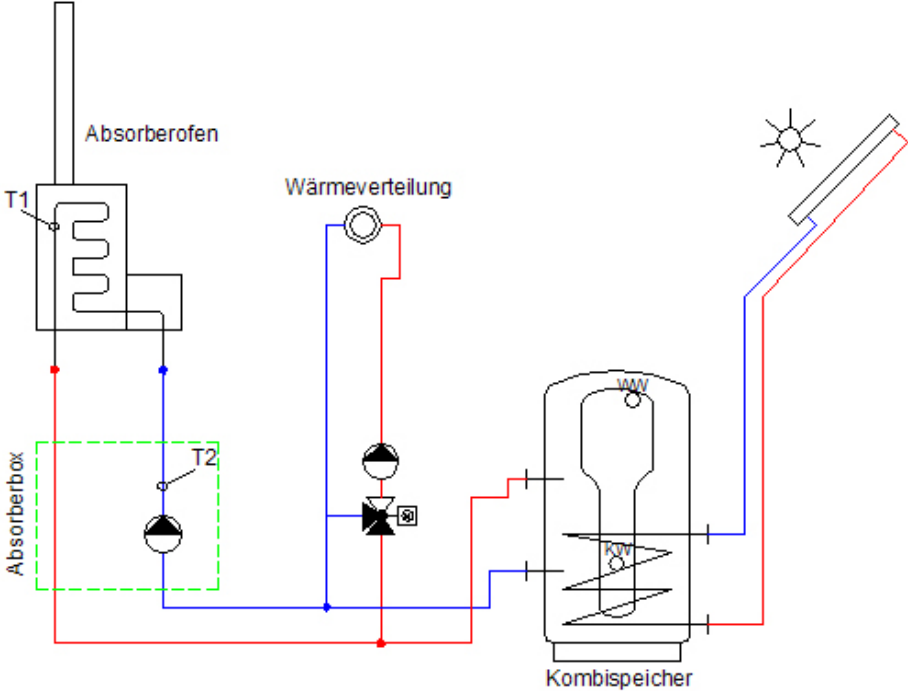 Absorberofen
T1
Wärmeverteilung
WW
T2
Absorberbox
KW
Kombispeicher